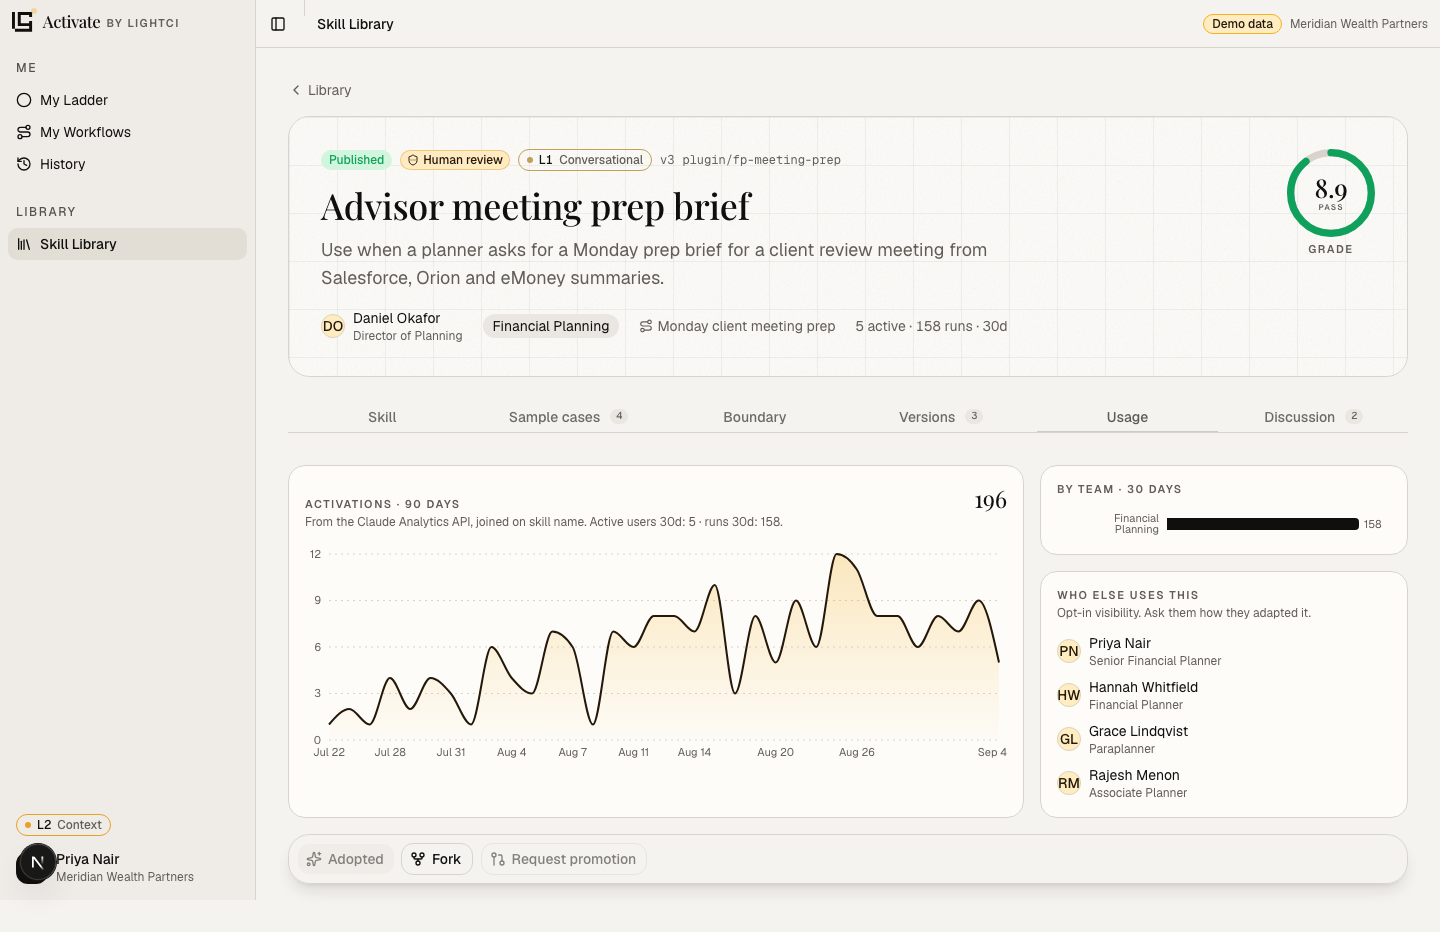 Activate BY LIGHTCI
Skill Library
Demo data
Meridian Wealth Partners
ME
My Ladder
My Workflows
History
LIBRARY
Skill Library
Library
Published
Human review
L1 Conversational
v3 plugin/fp-meeting-prep
Advisor meeting prep brief
Use when a planner asks for a Monday prep brief for a client review meeting from
Salesforce, Orion and eMoney summaries.
8.9
PASS
GRADE
DO
Daniel Okafor
Director of Planning
Financial Planning
Monday client meeting prep
5 active · 158 runs · 30d
Skill
Sample cases 4
Boundary
Versions 3
Usage
Discussion 2
ACTIVATIONS · 90 DAYS
196
From the Claude Analytics API, joined on skill name. Active users 30d: 5 · runs 30d: 158.
12
9
6
3
0
Jul 22
Jul 28
Jul 31
Aug 4
Aug 7
Aug 11
Aug 14
Aug 20
Aug 26
Sep 4
BY TEAM · 30 DAYS
Financial
Planning
158
WHO ELSE USES THIS
Opt-in visibility. Ask them how they adapted it.
PN
Priya Nair
Senior Financial Planner
HW
Hannah Whitfield
Financial Planner
GL
Grace Lindqvist
Paraplanner
RM
Rajesh Menon
Associate Planner
Adopted
Fork
Request promotion
L2 Context
N
Priya Nair
Meridian Wealth Partners